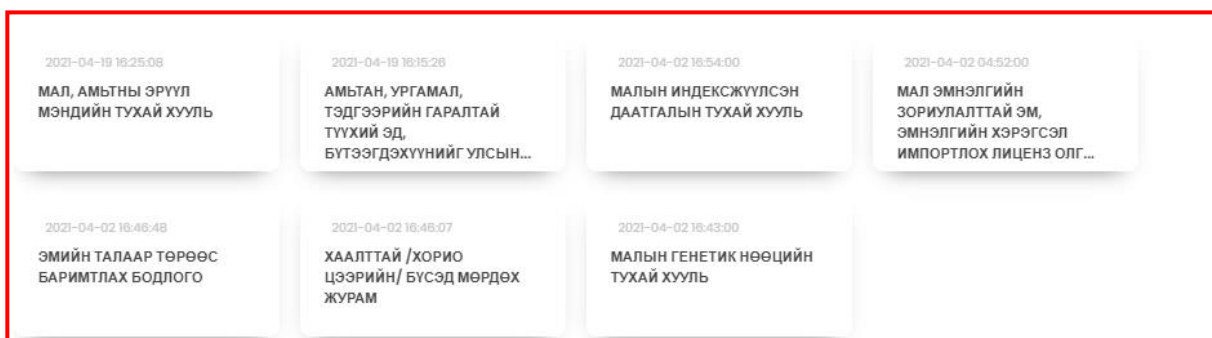 2021-04-19 16:25:08
МАЛ, АМЬТНЫ ЭРҮҮЛ
МЭНДИЙН ТУХАЙ ХУУЛЬ
2021-04-19 16:15:26
АМЬТАН, УРГАМАЛ,
ТЭДГЭЭРИЙН ГАРАЛТАЙ
ТҮҮХИЙ ЭД,
БҮТЭЭГДЭХҮҮНИЙГ УЛСЫН...
2021-04-02 16:54:00
МАЛЫН ИНДЕКСЖҮҮЛСЭН
ДААТГАЛЫН ТУХАЙ ХУУЛЬ
2021-04-02 04:52:00
МАЛ ЭМНЭЛГИЙН
ЗОРИУЛАЛТТАЙ ЭМ,
ЭМНЭЛГИЙН ХЭРЭГСЭЛ
ИМПОРТЛОХ ЛИЦЕНЗ ОЛГ...
2021-04-02 16:46:48
ЭМИЙН ТАЛААР ТӨРӨӨС
БАРИМТЛАХ БОДЛОГО
2021-04-02 16:46:07
ХААЛТТАЙ /ХОРИО
ЦЭЭРИЙН/ БҮСЭД МӨРДӨХ
ЖУРАМ
2021-04-02 16:43:00
МАЛЫН ГЕНЕТИК НӨӨЦИЙН
ТУХАЙ ХУУЛЬ